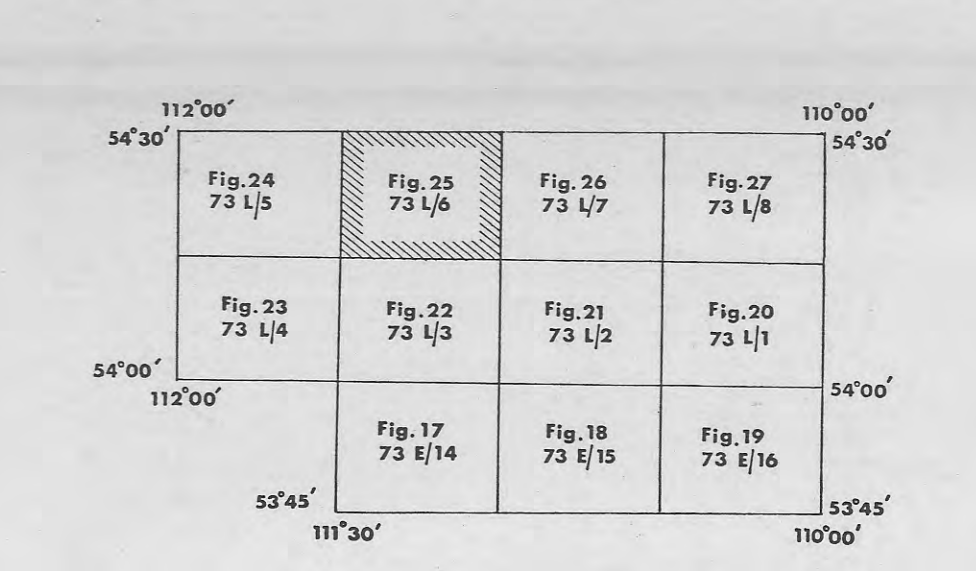 112°00′
110°00′
54°30′
54°30′
Fig.24
73 L/5
Fig.25
73 L/6
Fig.26
73 L/7
Fig.27
73 L/8
Fig.23
73 L/4
Fig.22
73 L/3
Fig.21
73 L/2
Fig.20
73 L/1
54°00′
112°00′
54°00′
Fig.17
73 E/14
Fig.18
73 E/15
Fig.19
73 E/16
53°45′
53°45′
111°30′
110°00′